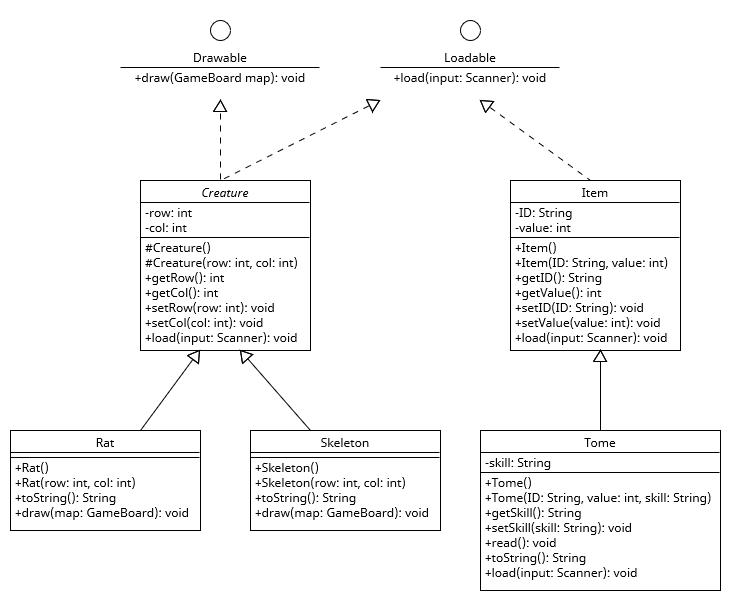 Drawable
+draw(GameBoard map): void
Loadable
+load(input: Scanner): void
Creature
-row: int
-col: int
#Creature()
#Creature(row: int, col: int)
+getRow(): int
+getCol(): int
+setRow(row: int): void
+setCol(col: int): void
+load(input: Scanner): void
Item
-ID: String
-value: int
+Item()
+Item(ID: String, value: int)
+getID(): String
+getValue(): int
+setID(ID: String): void
+setValue(value: int): void
+load(input: Scanner): void
Rat
+Rat()
+Rat(row: int, col: int)
+toString(): String
+draw(map: GameBoard): void
Skeleton
+Skeleton()
+Skeleton(row: int, col: int)
+toString(): String
+draw(map: GameBoard): void
Tome
-skill: String
+Tome()
+Tome(ID: String, value: int, skill: String)
+getSkill(): String
+setSkill(skill: String): void
+read(): void
+toString(): String
+load(input: Scanner): void